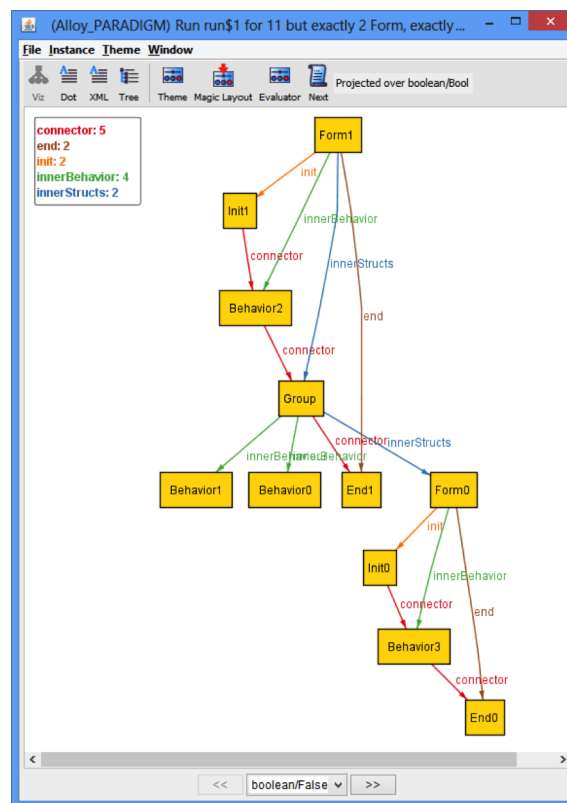 (Alloy_PARADIGM) Run run$1 for 11 but exactly 2 Form, exactly ...
File Instance Theme Window
Viz Dot XML Tree Theme Magic Layout Evaluator Next Projected over boolean/Bool
connector: 5
end: 2
init: 2
innerBehavior: 4
innerStructs: 2
Form1
init
Init1
innerBehavior
connector
innerStructs
Behavior2
end
connector
Group
connector
innerStructs
innerBehavior
innerBehavior
Behavior1
Behavior0
End1
Form0
init
Init0
innerBehavior
connector
end
Behavior3
connector
End0
<< boolean/False >>